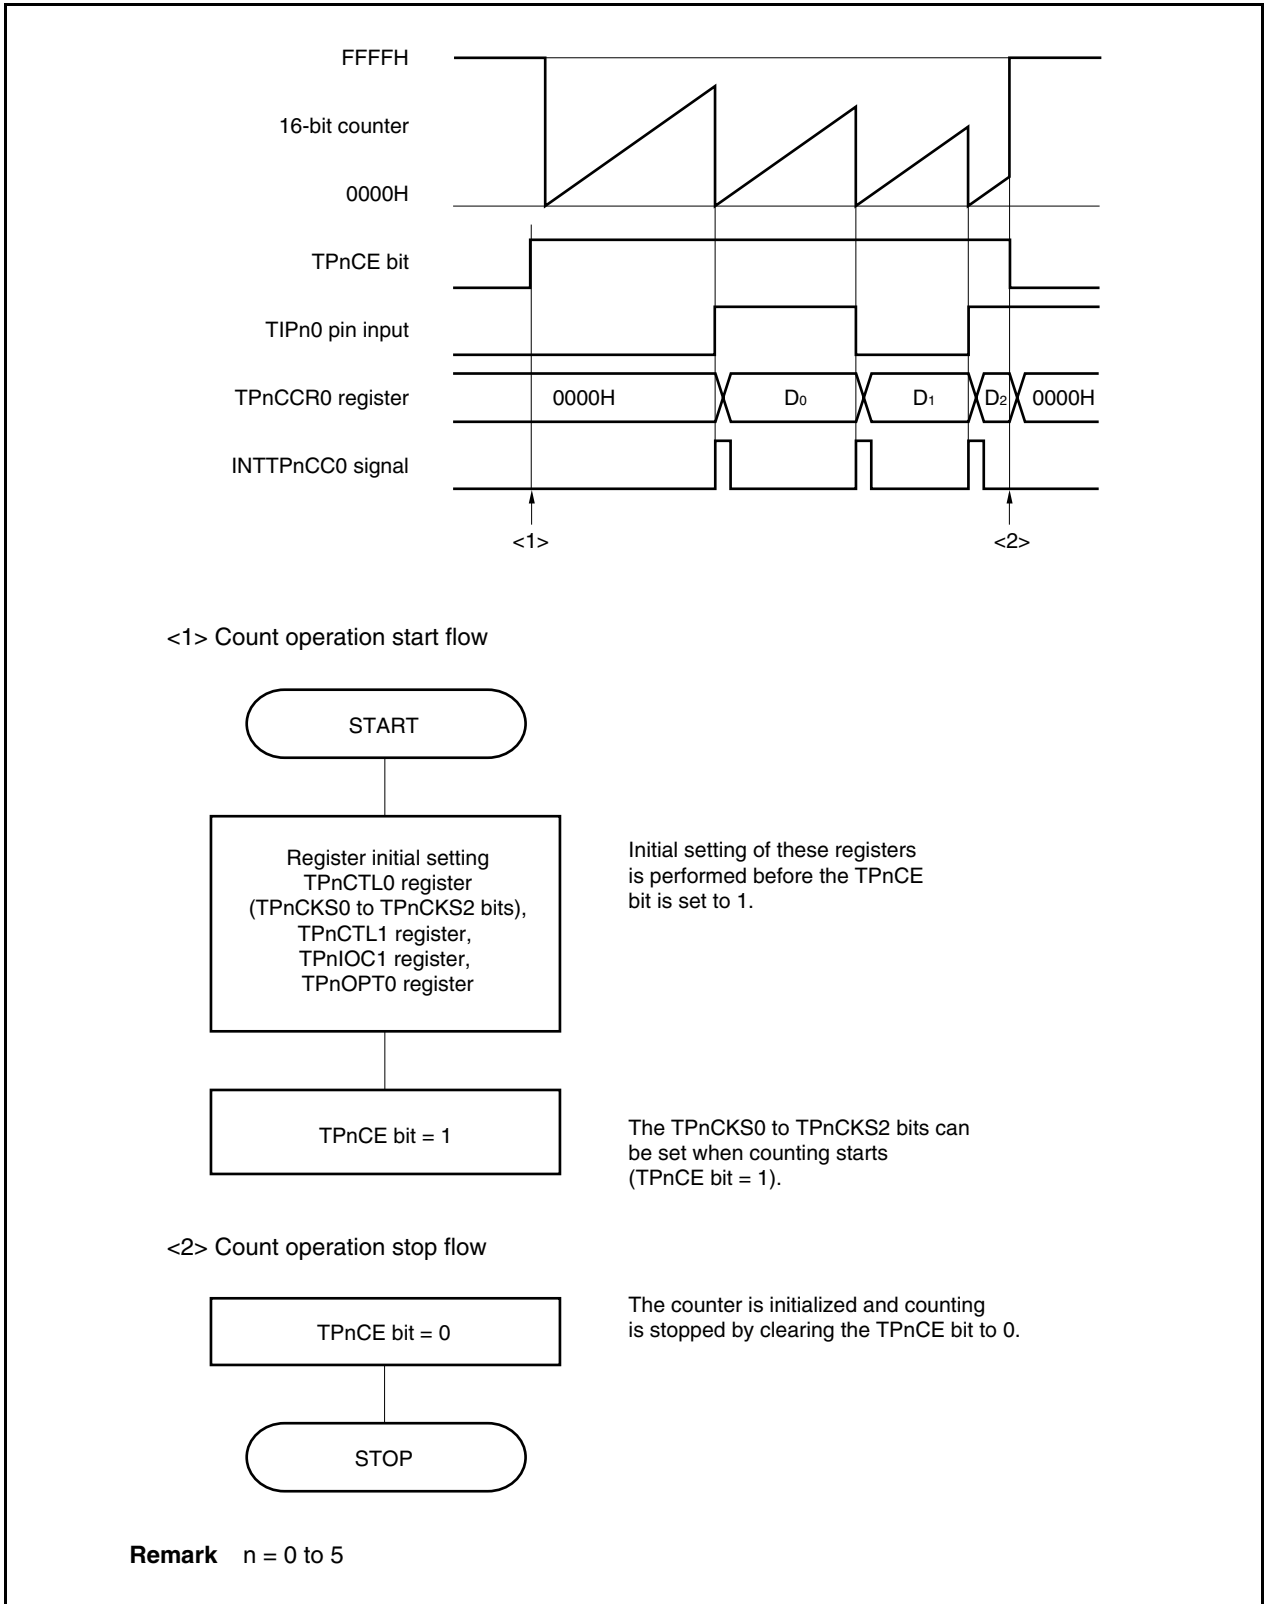 FFFFH
16-bit counter
0000H
TPnCE bit
TIPn0 pin input
TPnCCR0 register 0000H D0 D1 D2 0000H
INTTPnCC0 signal
<1> <2>
<1> Count operation start flow
START
Register initial setting
TPnCTL0 register
(TPnCKS0 to TPnCKS2 bits),
TPnCTL1 register,
TPnIOC1 register,
TPnOPT0 register
Initial setting of these registers
is performed before the TPnCE
bit is set to 1.
TPnCE bit = 1
The TPnCKS0 to TPnCKS2 bits can
be set when counting starts
(TPnCE bit = 1).
<2> Count operation stop flow
TPnCE bit = 0
The counter is initialized and counting
is stopped by clearing the TPnCE bit to 0.
STOP
Remark n = 0 to 5